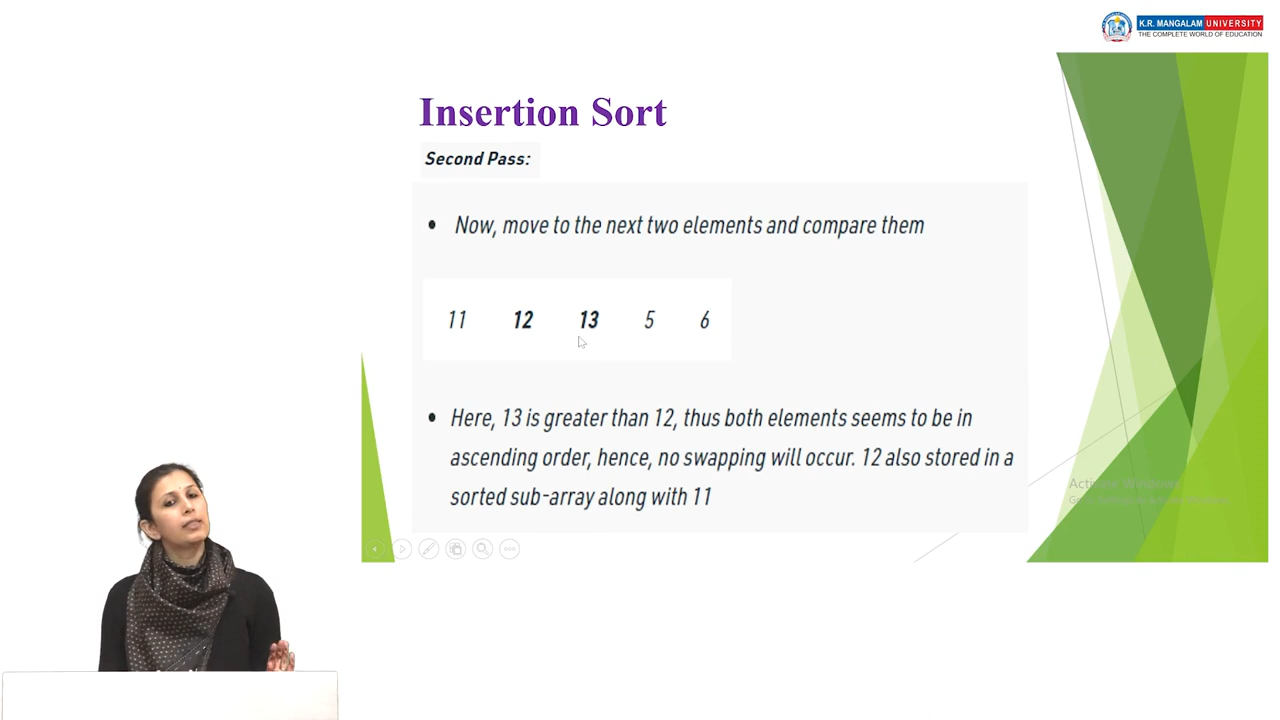 K.R. MANGALAM UNIVERSITY
THE COMPLETE WORLD OF EDUCATION
Insertion Sort
Second Pass:
• Now, move to the next two elements and compare them
11 12 13 5 6
• Here, 13 is greater than 12, thus both elements seems to be in
ascending order, hence, no swapping will occur. 12 also stored in a
sorted sub-array along with 11
Activate Windows